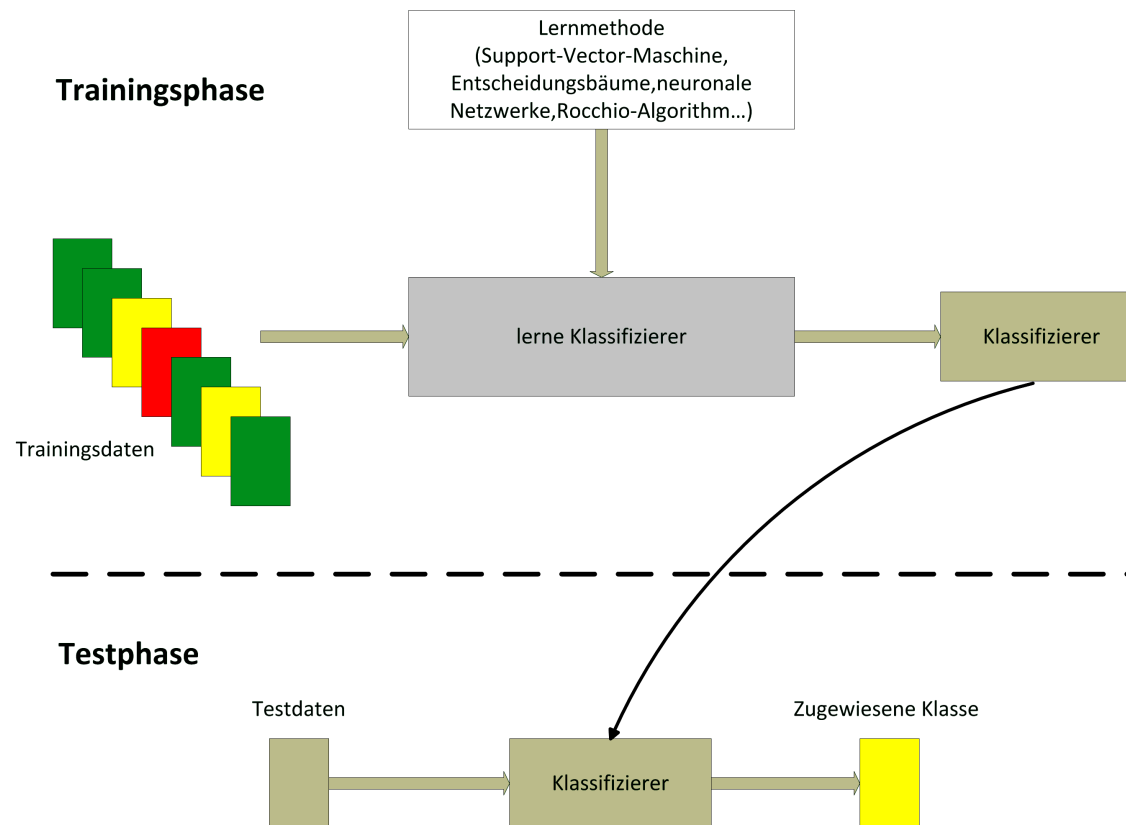 Lernmethode
(Support-Vector-Maschine,
Entscheidungsbäume,neuronale
Netzwerke,Rocchio-Algorithm…)
Trainingsphase
lerne Klassifizierer
Klassifizierer
Trainingsdaten
Testphase
Testdaten
Zugewiesene Klasse
Klassifizierer